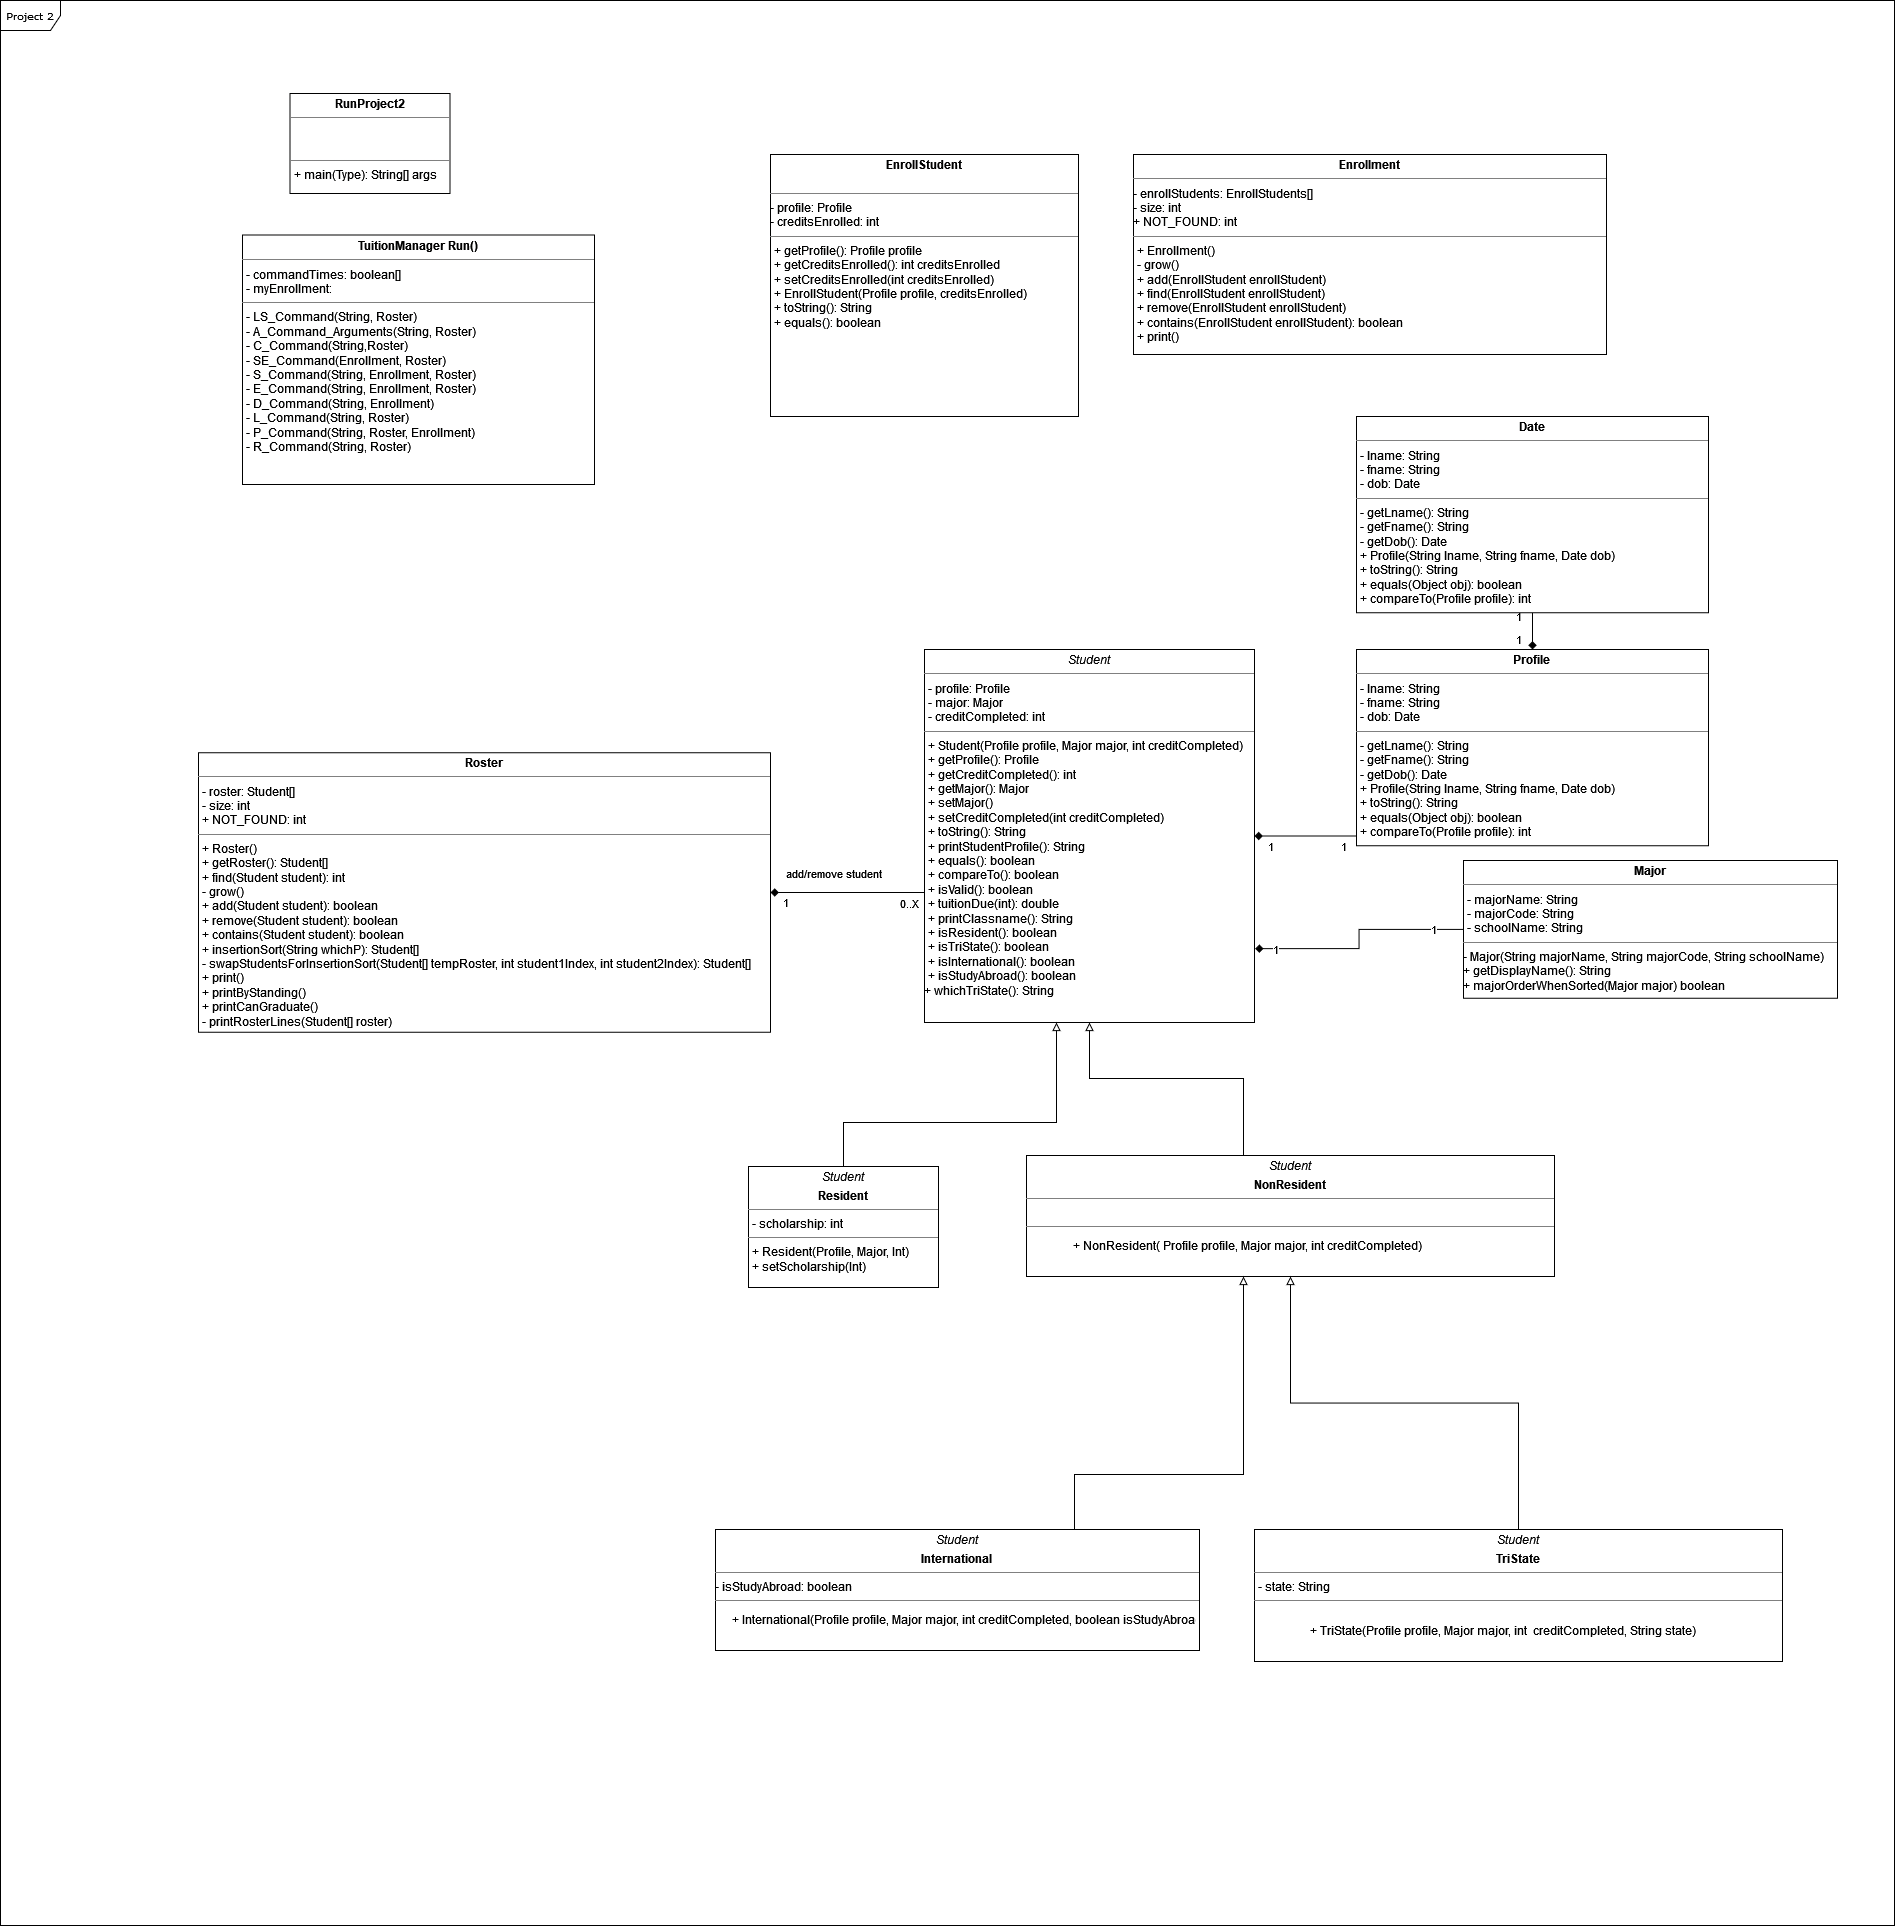 Project 2
RunProject2
+ main(Type): String[] args
TuitionManager Run()
- commandTimes: boolean[]
- myEnrollment:
- LS_Command(String, Roster)
- A_Command_Arguments(String, Roster)
- C_Command(String,Roster)
- SE_Command(Enrollment, Roster)
- S_Command(String, Enrollment, Roster)
- E_Command(String, Enrollment, Roster)
- D_Command(String, Enrollment)
- L_Command(String, Roster)
- P_Command(String, Roster, Enrollment)
- R_Command(String, Roster)
EnrollStudent
- profile: Profile
- creditsEnrolled: int
+ getProfile(): Profile profile
+ getCreditsEnrolled(): int creditsEnrolled
+ setCreditsEnrolled(int creditsEnrolled)
+ EnrollStudent(Profile profile, creditsEnrolled)
+ toString(): String
+ equals(): boolean
Enrollment
- enrollStudents: EnrollStudents[]
- size: int
+ NOT_FOUND: int
+ Enrollment()
- grow()
+ add(EnrollStudent enrollStudent)
+ find(EnrollStudent enrollStudent)
+ remove(EnrollStudent enrollStudent)
+ contains(EnrollStudent enrollStudent): boolean
+ print()
Date
- lname: String
- fname: String
- dob: Date
- getLname(): String
- getFname(): String
- getDob(): Date
+ Profile(String lname, String fname, Date dob)
+ toString(): String
+ equals(Object obj): boolean
+ compareTo(Profile profile): int
1
1
Profile
- lname: String
- fname: String
- dob: Date
- getLname(): String
- getFname(): String
- getDob(): Date
+ Profile(String lname, String fname, Date dob)
+ toString(): String
+ equals(Object obj): boolean
+ compareTo(Profile profile): int
Student
- profile: Profile
- major: Major
- creditCompleted: int
+ Student(Profile profile, Major major, int creditCompleted)
+ getProfile(): Profile
+ getCreditCompleted(): int
+ getMajor(): Major
+ setMajor()
+ setCreditCompleted(int creditCompleted)
+ toString(): String
+ printStudentProfile(): String
+ equals(): boolean
+ compareTo(): boolean
+ isValid(): boolean
+ tuitionDue(int): double
+ printClassname(): String
+ isResident(): boolean
+ isTriState(): boolean
+ isInternational(): boolean
+ isStudyAbroad(): boolean
+ whichTriState(): String
1 1
1 1
Major
- majorName: String
- majorCode: String
- schoolName: String
- Major(String majorName, String majorCode, String schoolName)
+ getDisplayName(): String
+ majorOrderWhenSorted(Major major) boolean
Roster
- roster: Student[]
- size: int
+ NOT_FOUND: int
+ Roster()
+ getRoster(): Student[]
+ find(Student student): int
- grow()
+ add(Student student): boolean
+ remove(Student student): boolean
+ contains(Student student): boolean
+ insertionSort(String whichP): Student[]
- swapStudentsForInsertionSort(Student[] tempRoster, int student1Index, int student2Index): Student[]
+ print()
+ printByStanding()
+ printCanGraduate()
- printRosterLines(Student[] roster)
add/remove student
1 0..X
Student
Resident
- scholarship: int
+ Resident(Profile, Major, Int)
+ setScholarship(Int)
Student
NonResident
+ NonResident( Profile profile, Major major, int creditCompleted)
Student
International
- isStudyAbroad: boolean
+ International(Profile profile, Major major, int creditCompleted, boolean isStudyAbroa
Student
TriState
- state: String
+ TriState(Profile profile, Major major, int  creditCompleted, String state)